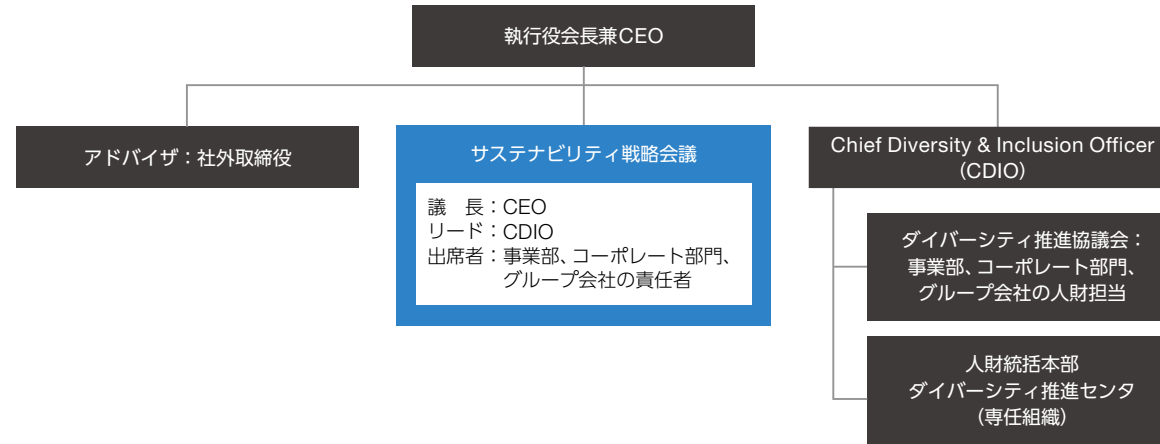 執行役会長兼CEO
アドバイザ：社外取締役
サステナビリティ戦略会議
議　長：CEO
リード：CDIO
出席者：事業部、コーポレート部門、
グループ会社の責任者
Chief Diversity & Inclusion Officer
(CDIO)
ダイバーシティ推進協議会：
事業部、コーポレート部門、
グループ会社の人財担当
人財統括本部
ダイバーシティ推進センタ
(専任組織)